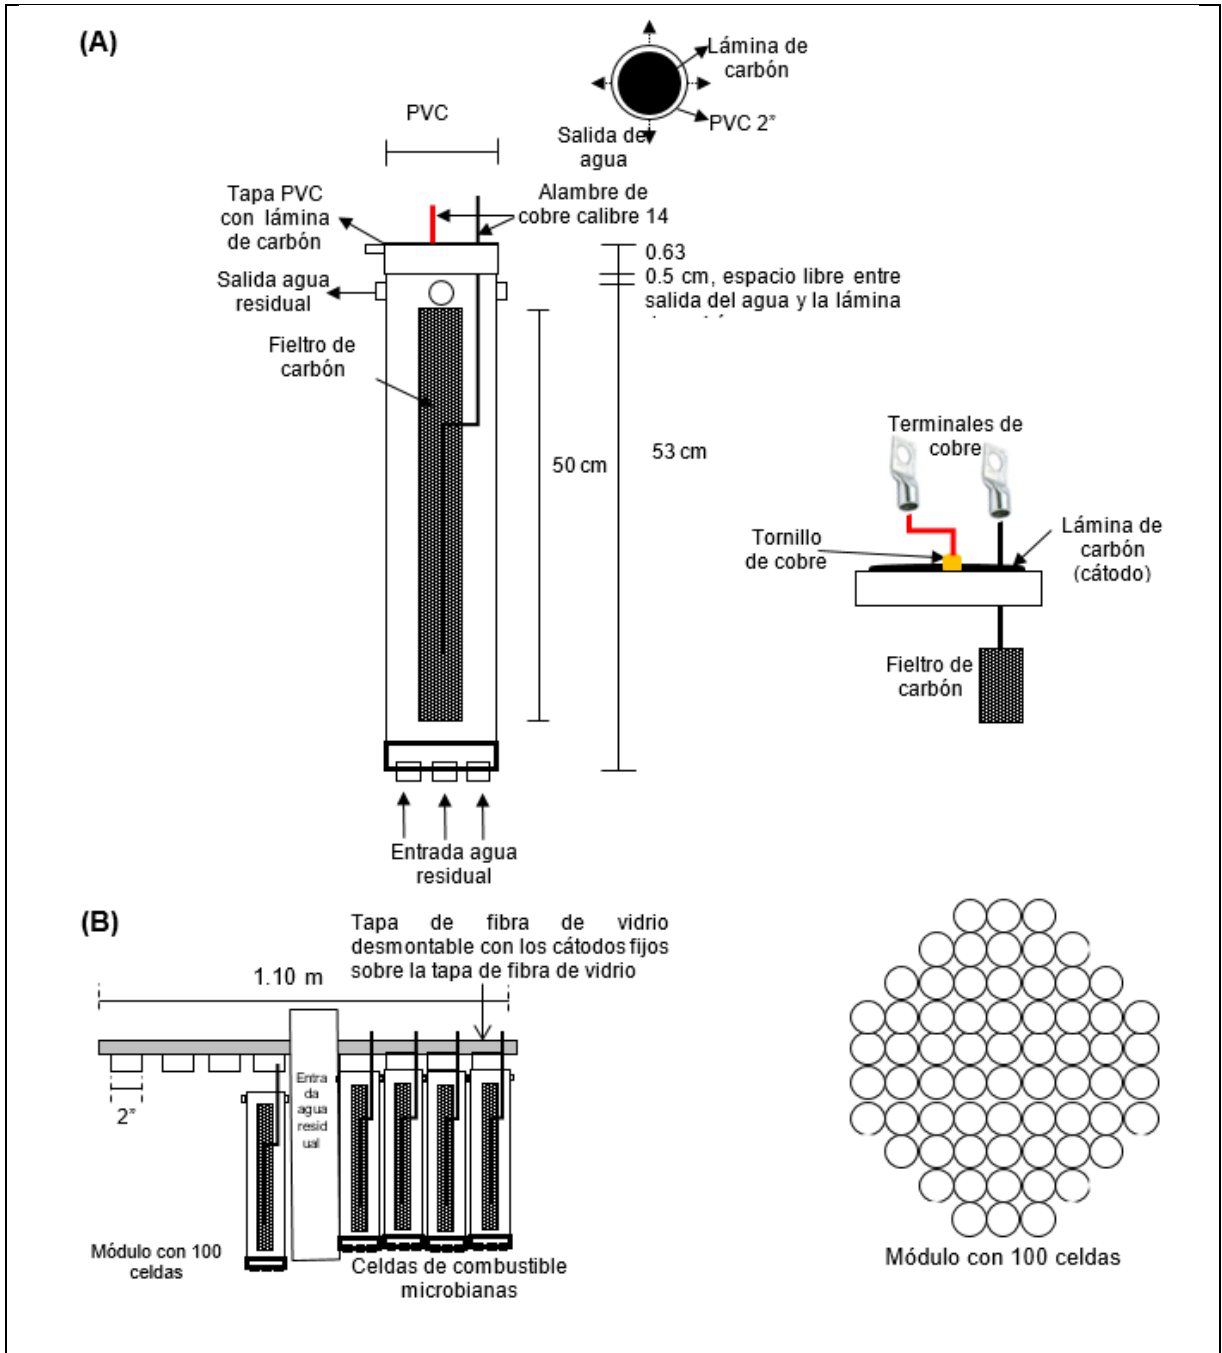 (A)
Lámina de
carbón
PVC 2”
Salida de
agua
PVC
Tapa PVC
con lámina
de carbón
Alambre de
cobre calibre 14
Salida agua
residual
0.63
0.5 cm, espacio libre entre
salida del agua y la lámina
Fieltro de
carbón
50 cm
53 cm
Terminales de
cobre
Tornillo
de cobre
Lámina de
carbón
(cátodo)
Fieltro de
carbón
Entrada agua
residual
(B)
Tapa de fibra de vidrio
desmontable con los cátodos fijos
sobre la tapa de fibra de vidrio
1.10 m
2”
Entra
da
agua
resid
ual
Módulo con 100
celdas
Celdas de combustible
microbianas
Módulo con 100 celdas